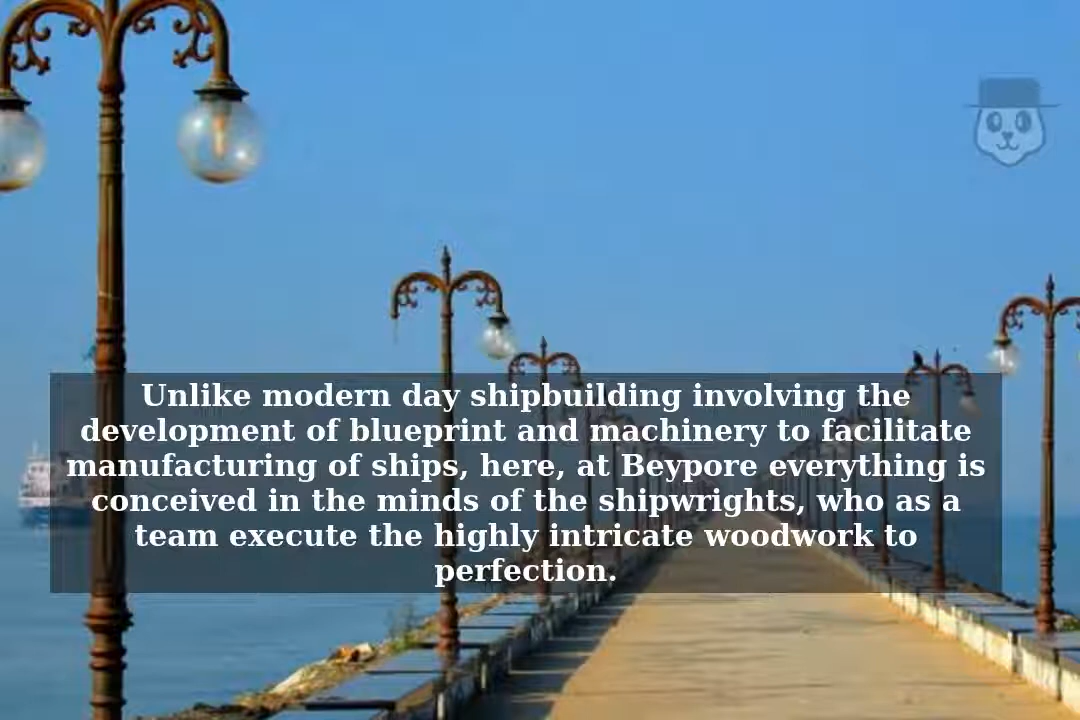 Unlike modern day shipbuilding involving the
development of blueprint and machinery to facilitate
manufacturing of ships, here, at Beypore everything is
conceived in the minds of the shipwrights, who as a
team execute the highly intricate woodwork to
perfection.